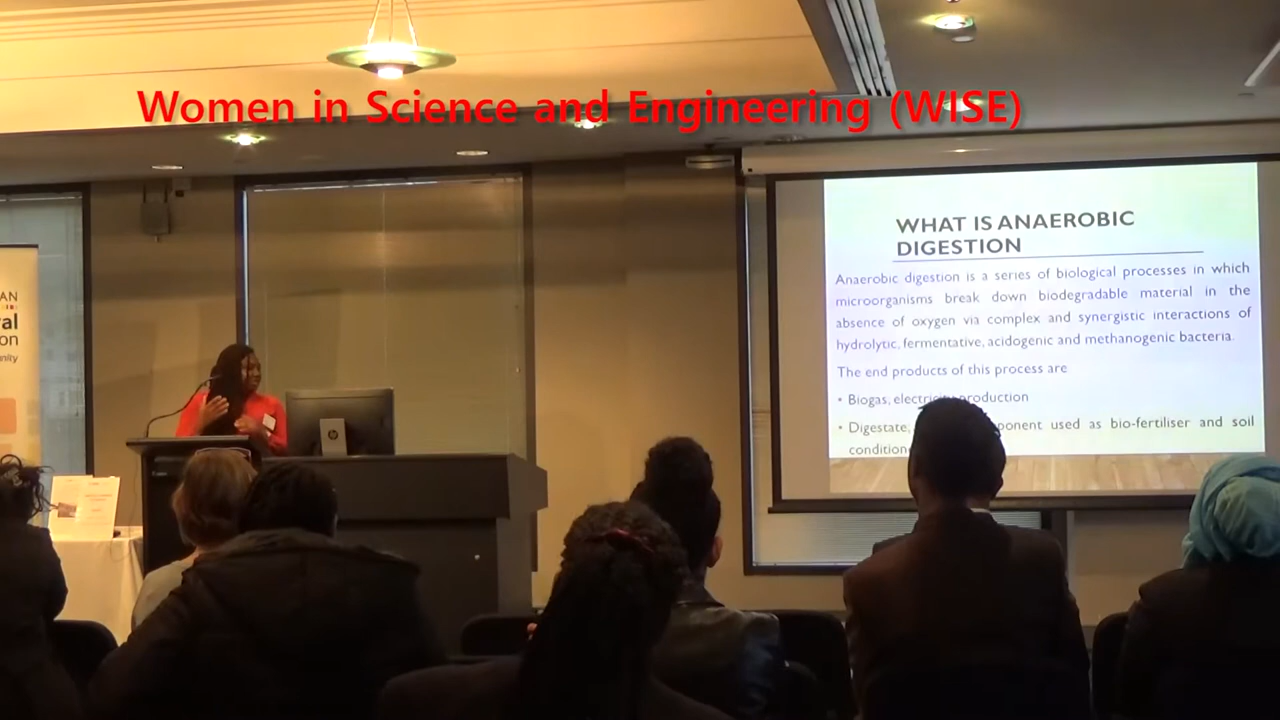 Women in Science and Engineering (WISE)
WHAT IS ANAEROBIC
DIGESTION
Anaerobic digestion is a series of biological processes in which
microorganisms break down biodegradable material in the
absence of oxygen via complex and synergistic interactions of
hydrolytic, fermentative, acidogenic and methanogenic bacteria.
The end products of this process are
• Biogas, electricity production
• Digestate, used as bio-fertiliser and soil
hp